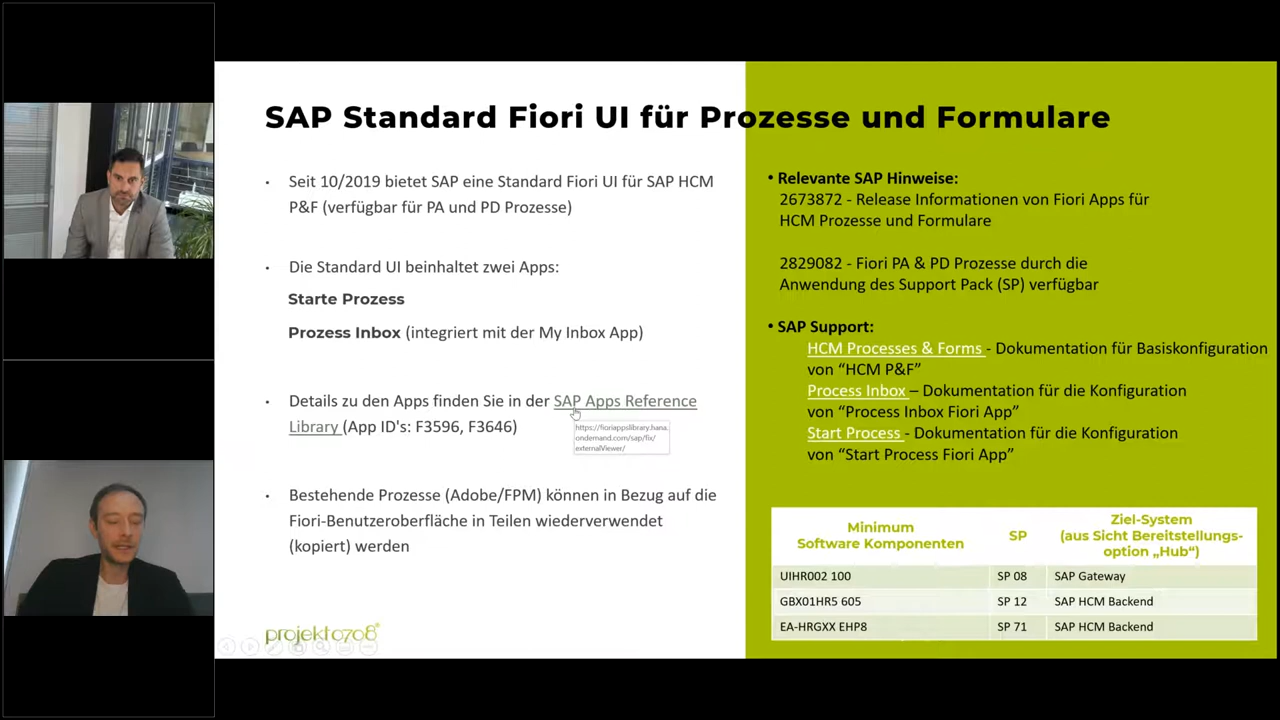 SAP Standard Fiori UI für Prozesse und Formulare
• Seit 10/2019 bietet SAP eine Standard Fiori UI für SAP HCM
P&F (verfügbar für PA und PD Prozesse)
• Die Standard UI beinhaltet zwei Apps:
Starte Prozess
Prozess Inbox (integriert mit der My Inbox App)
• Details zu den Apps finden Sie in der SAP Apps Reference
Library (App ID's: F3596, F3646)
https://fioriappslibrary.hana.
ondemand.com/sap/fix/
externalViewer/
• Bestehende Prozesse (Adobe/FPM) können in Bezug auf die
Fiori-Benutzeroberfläche in Teilen wiederverwendet
(kopiert) werden
projekt0708
• Relevante SAP Hinweise:
2673872 - Release Informationen von Fiori Apps für
HCM Prozesse und Formulare
2829082 - Fiori PA & PD Prozesse durch die
Anwendung des Support Pack (SP) verfügbar
• SAP Support:
HCM Processes & Forms - Dokumentation für Basiskonfiguration
von “HCM P&F”
Process Inbox – Dokumentation für die Konfiguration
von “Process Inbox Fiori App”
Start Process - Dokumentation für die Konfiguration
von “Start Process Fiori App”
Minimum
Software Komponenten
SP
Ziel-System
(aus Sicht Bereitstellungs-
option „Hub“)
UIHR002 100 SP 08 SAP Gateway
GBX01HR5 605 SP 12 SAP HCM Backend
EA-HRGXX EHP8 SP 71 SAP HCM Backend